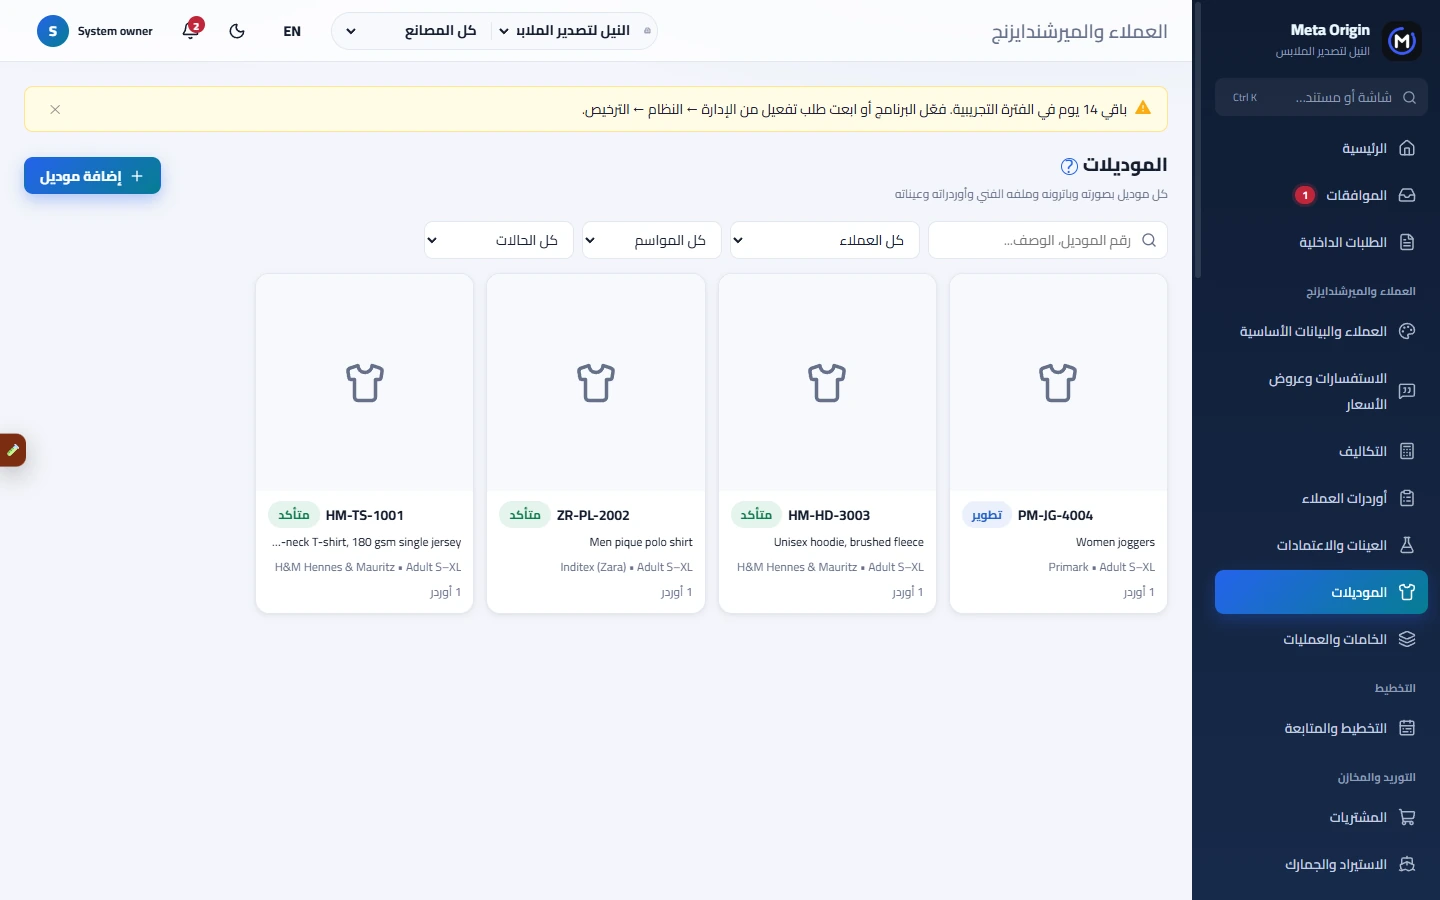 Meta Origin
النيل لتصدير الملابس
شاشة أو مستند...
Ctrl K
الرئيسية
الموافقات
1
الطلبات الداخلية
العملاء والميرشندايزنج
العملاء والبيانات الأساسية
الاستفسارات وعروض
الأسعار
التكاليف
أوردرات العملاء
العينات والاعتمادات
الموديلات
الخامات والعمليات
التخطيط
التخطيط والمتابعة
التوريد والمخازن
المشتريات
الاستيراد والجمارك
العملاء والميرشندايزنج
النيل لتصدير الملابس
كل المصانع
EN
2
System owner
S
باقي 14 يوم في الفترة التجريبية. فعّل البرنامج أو ابعت طلب تفعيل من الإدارة ← النظام ← الترخيص.
الموديلات
?
كل موديل بصورته وباترونه وملفه الفني وأوردراته وعيناته
إضافة موديل
رقم الموديل، الوصف...
كل العملاء
كل المواسم
كل الحالات
PM-JG-4004
تطوير
Women joggers
Primark • Adult S–XL
1 أوردر
HM-HD-3003
متأكد
Unisex hoodie, brushed fleece
H&M Hennes & Mauritz • Adult S–XL
1 أوردر
ZR-PL-2002
متأكد
Men pique polo shirt
Inditex (Zara) • Adult S–XL
1 أوردر
HM-TS-1001
متأكد
...-neck T-shirt, 180 gsm single jersey
H&M Hennes & Mauritz • Adult S–XL
1 أوردر